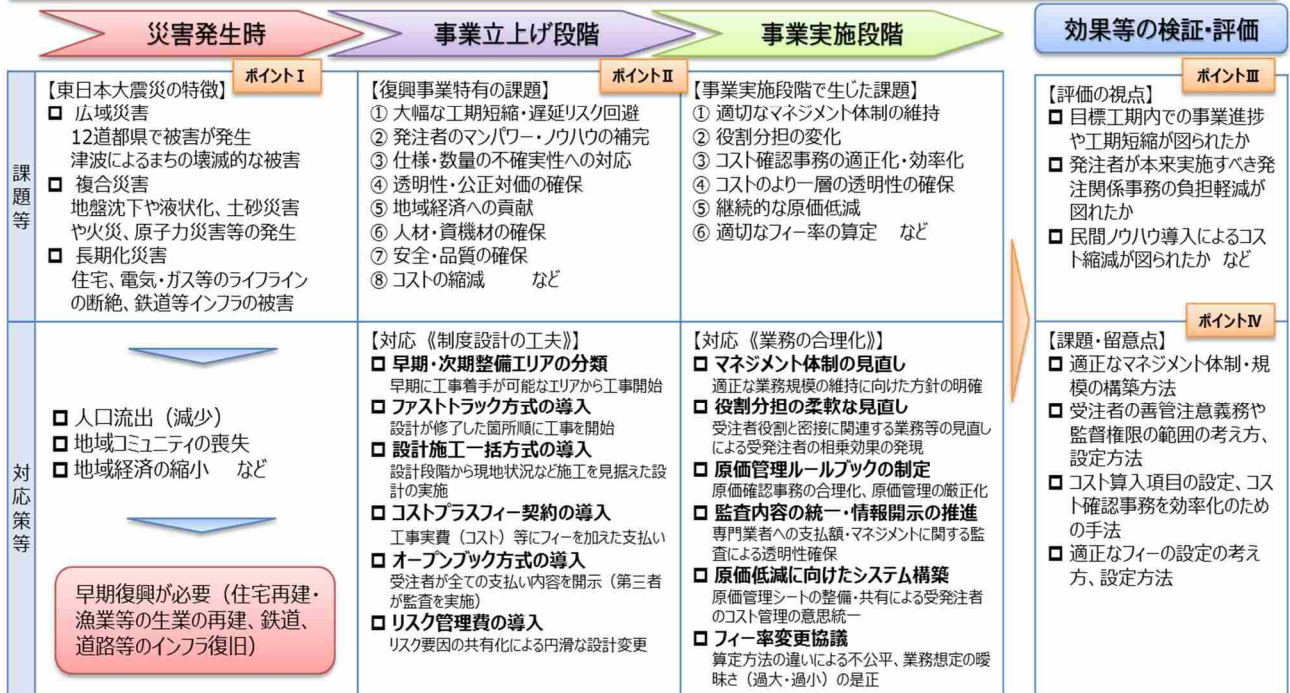 災害発生時
事業立上げ段階
事業実施段階
効果等の検証・評価
課題等
ポイントⅠ
【東日本大震災の特徴】
広域災害
12道都県で被害が発生
津波によるまちの壊滅的な被害
複合災害
地盤沈下や液状化、土砂災害
や火災、原子力災害等の発生
長期化災害
住宅、電気・ガス等のライフライン
の断絶、鉄道等インフラの被害
ポイントⅡ
【復興事業特有の課題】
① 大幅な工期短縮・遅延リスク回避
② 発注者のマンパワー・ノウハウの補完
③ 仕様・数量の不確実性への対応
④ 透明性・公正対価の確保
⑤ 地域経済への貢献
⑥ 人材・資機材の確保
⑦ 安全・品質の確保
⑧ コストの縮減 など
【事業実施段階で生じた課題】
① 適切なマネジメント体制の維持
② 役割分担の変化
③ コスト確認事務の適正化・効率化
④ コストのより一層の透明性の確保
⑤ 継続的な原価低減
⑥ 適切なフィー率の算定 など
ポイントⅢ
【評価の視点】
目標工期内での事業進捗
や工期短縮が図られたか
発注者が本来実施すべき発
注関係事務の負担軽減が
図れたか
民間ノウハウ導入によるコス
ト縮減が図られたか など
対応策等
人口流出（減少）
地域コミュニティの喪失
地域経済の縮小 など
早期復興が必要（住宅再建・
漁業等の生業の再建、鉄道、
道路等のインフラ復旧）
【対応《制度設計の工夫》】
早期・次期整備エリアの分類
早期に工事着手が可能なエリアから工事開始
ファストトラック方式の導入
設計が修了した箇所順に工事を開始
設計施工一括方式の導入
設計段階から現地状況など施工を見据えた設
計の実施
コストプラスフィー契約の導入
工事実費（コスト）等にフィーを加えた支払い
オープンブック方式の導入
受注者が全ての支払い内容を開示（第三者
が監査を実施）
リスク管理費の導入
リスク要因の共有化による円滑な設計変更
【対応《業務の合理化》】
マネジメント体制の見直し
適正な業務規模の維持に向けた方針の明確
役割分担の柔軟な見直し
受注者役割と密接に関連する業務等の見直し
による受発注者の相乗効果の発現
原価管理ルールブックの制定
原価確認事務の合理化、原価管理の厳正化
監査内容の統一・情報開示の推進
専門業者への支払額・マネジメントに関する監
査による透明性確保
原価低減に向けたシステム構築
原価管理シートの整備・共有による受発注者
のコスト管理の意思統一
フィー率変更協議
算定方法の違いによる不公平、業務想定の曖
昧さ（過大・過小）の是正
ポイントⅣ
【課題・留意点】
適正なマネジメント体制・規
模の構築方法
受注者の善管注意義務や
監督権限の範囲の考え方、
設定方法
コスト算入項目の設定、コス
ト確認事務を効率化のため
の手法
適正なフィーの設定の考え
方、設定方法